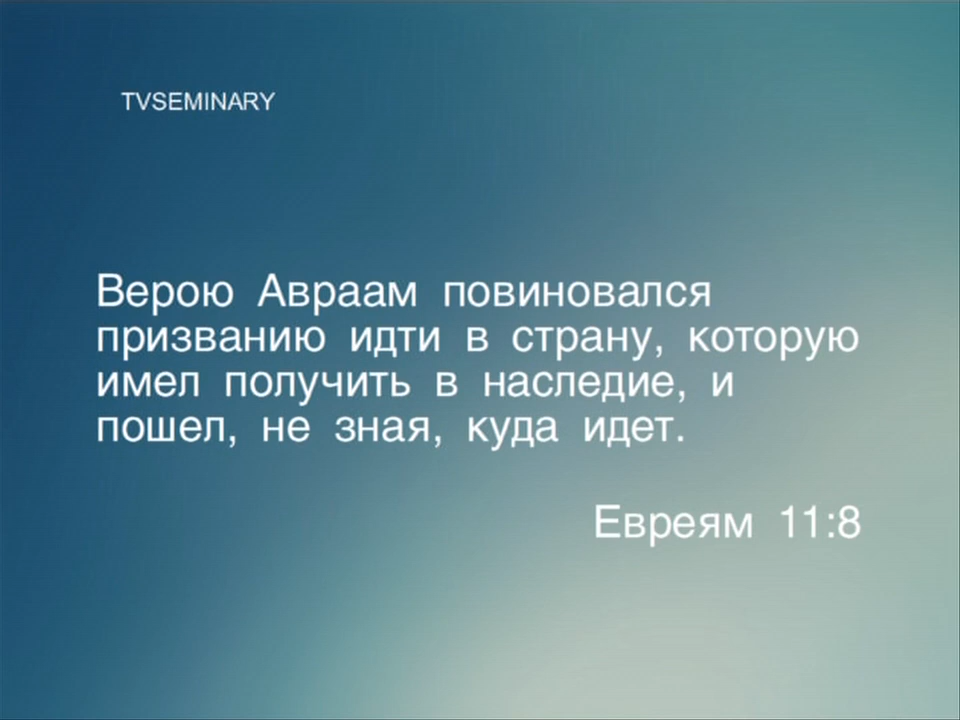 TVSEMINARY
Верою Авраам повиновался
призванию идти в страну, которую
имел получить в наследие, и
пошел, не зная, куда идет.
Евреям 11:8